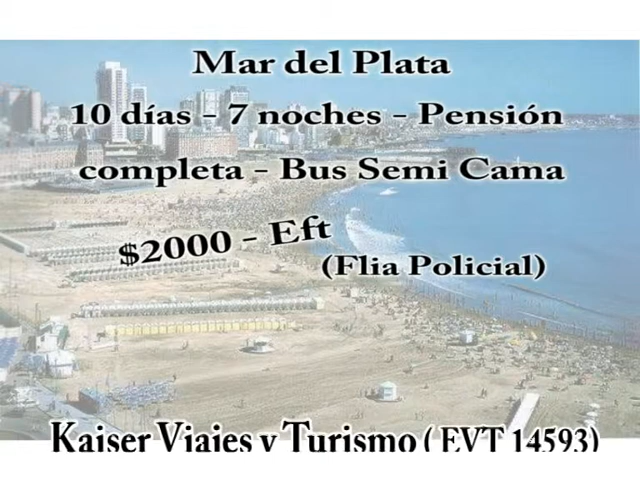 Mar del Plata
10 días - 7 noches - Pensión
completa - Bus Semi Cama
$2000 - Eft
(Flia Policial)
Kaiser Viajes y Turismo ( EVT 14593)